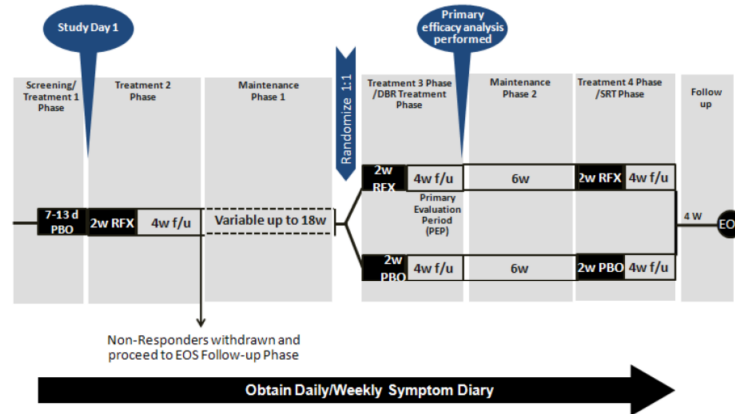 Study Day 1
Primary
efficacy analysis
performed
Randomize 1:1
Screening/
Treatment 1
Phase
Treatment 2
Phase
Maintenance
Phase 1
Treatment 3 Phase
/DBR Treatment
Phase
Maintenance
Phase 2
Treatment 4 Phase
/SRT Phase
Follow
up
2w
RFX
4w f/u
6w
2w RFX
4w f/u
7-13 d
PBO
2w RFX
4w f/u
Variable up to 18w
Primary
Evaluation
Period
(PEP)
4 W
EO
2w
PBO
4w f/u
6w
2w PBO
4w f/u
Non-Responders withdrawn and
proceed to EOS Follow-up Phase
Obtain Daily/Weekly Symptom Diary